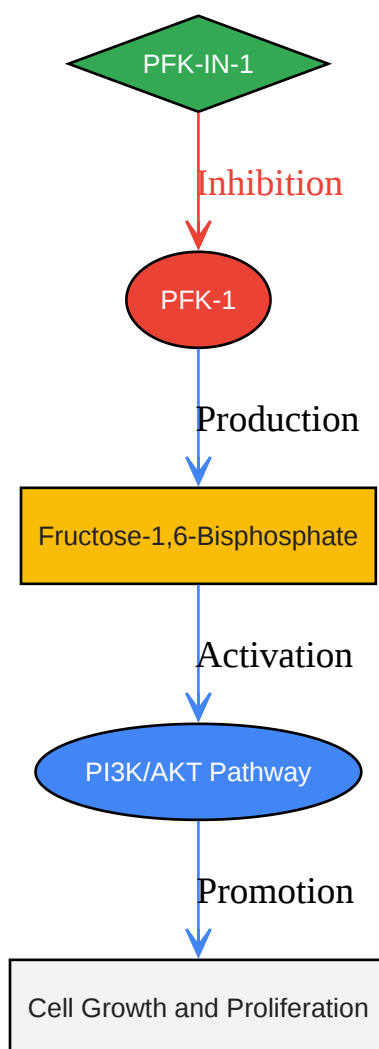 PFK-IN-1
Inhibition
PFK-1
Production
Fructose-1,6-Bisphosphate
Activation
PI3K/AKT Pathway
Promotion
Cell Growth and Proliferation